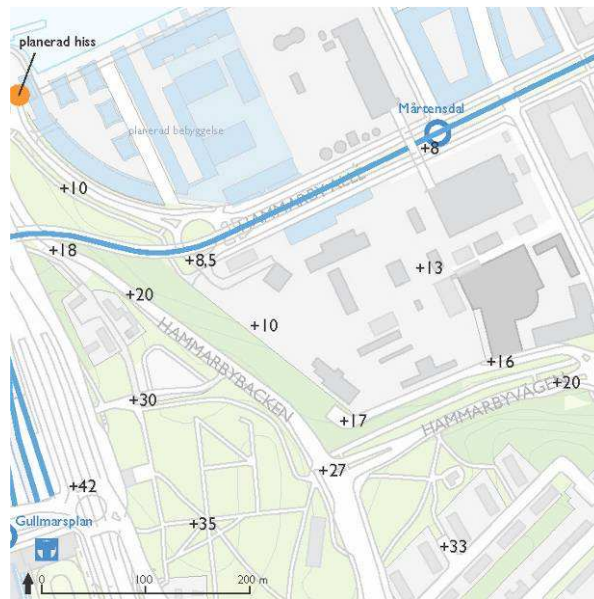 planerad hiss
Mårtensdal
planerad bebyggelse
+8
+10
HAMMARBY ALLÉ
+18
+8,5
+13
+20
+10
HAMMARBYBACKEN
+16
+20
+30
HAMMARBYVÄGEN
+17
+27
+42
Gullmarsplan
+35
+33
0 100 200 m